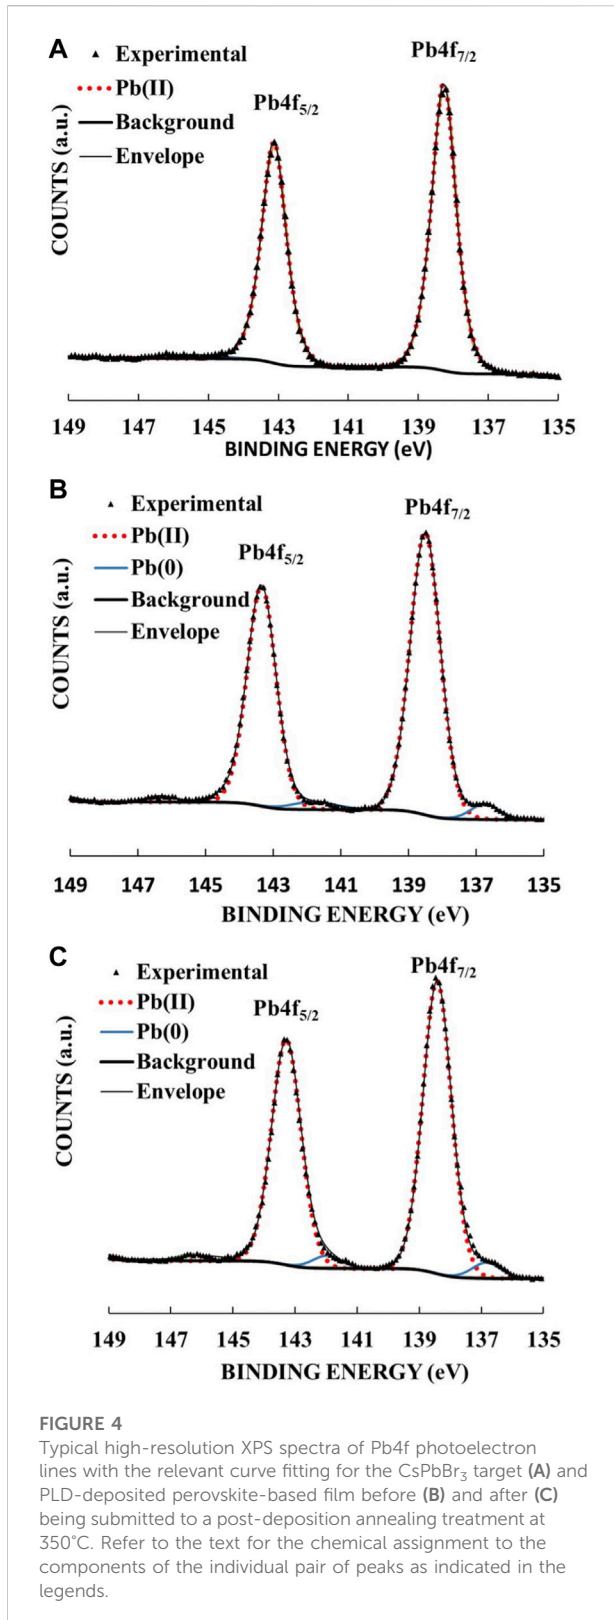 A
Experimental
Pb(II)
Background
Envelope
Pb4f5/2
Pb4f7/2
COUNTS (a.u.)
149 147 145 143 141 139 137 135
BINDING ENERGY (eV)
B
Experimental
Pb(II)
Pb(0)
Background
Envelope
Pb4f5/2
Pb4f7/2
COUNTS (a.u.)
149 147 145 143 141 139 137 135
BINDING ENERGY (eV)
C
Experimental
Pb(II)
Pb(0)
Background
Envelope
Pb4f5/2
Pb4f7/2
COUNTS (a.u.)
149 147 145 143 141 139 137 135
BINDING ENERGY (eV)
FIGURE 4
Typical high-resolution XPS spectra of Pb4f photoelectron
lines with the relevant curve fitting for the CsPbBr3 target (A) and
PLD-deposited perovskite-based film before (B) and after (C)
being submitted to a post-deposition annealing treatment at
350°C. Refer to the text for the chemical assignment to the
components of the individual pair of peaks as indicated in the
legends.